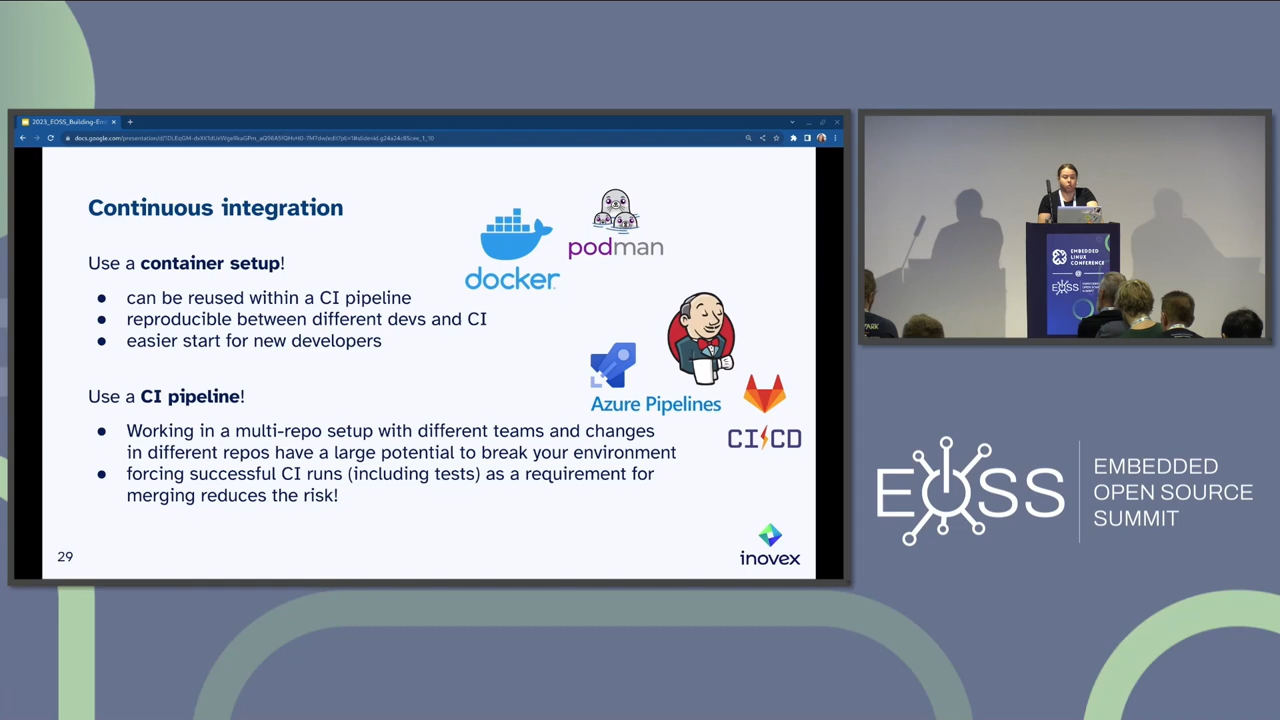 2023_EOSS_Building-Em
Continuous integration
Use a container setup!
can be reused within a CI pipeline
reproducible between different devs and CI
easier start for new developers
docker
podman
Use a CI pipeline!
Azure Pipelines
CI CD
Working in a multi-repo setup with different teams and changes
in different repos have a large potential to break your environment
forcing successful CI runs (including tests) as a requirement for
merging reduces the risk!
29
inovex
EMBEDDED
LINUX
CONFERENCE
@
EOSS
EOSS
EMBEDDED
OPEN SOURCE
SUMMIT